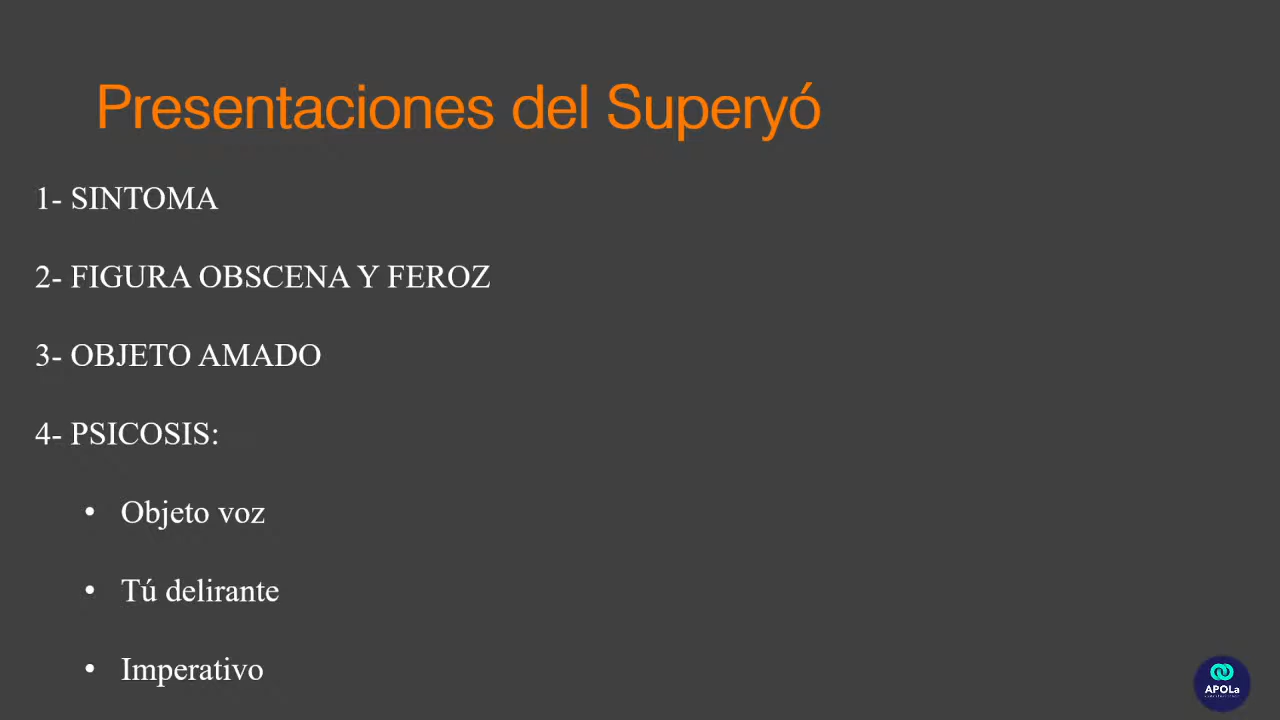 Presentaciones del Superyó
1- SINTOMA
2- FIGURA OBSCENA Y FEROZ
3- OBJETO AMADO
4- PSICOSIS:
• Objeto voz
• Tú delirante
• Imperativo
APOLa